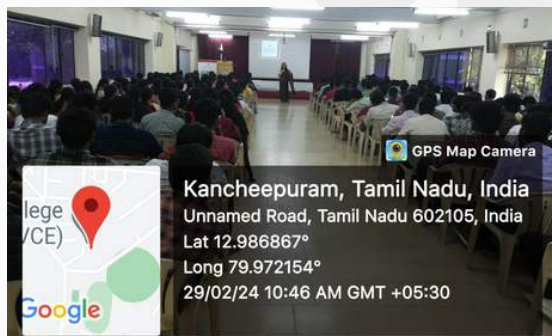 GPS Map Camera
lege
VCE)
Google
Kancheepuram, Tamil Nadu, India
Unnamed Road, Tamil Nadu 602105, India
Lat 12.986867°
Long 79.972154°
29/02/24 10:46 AM GMT +05:30